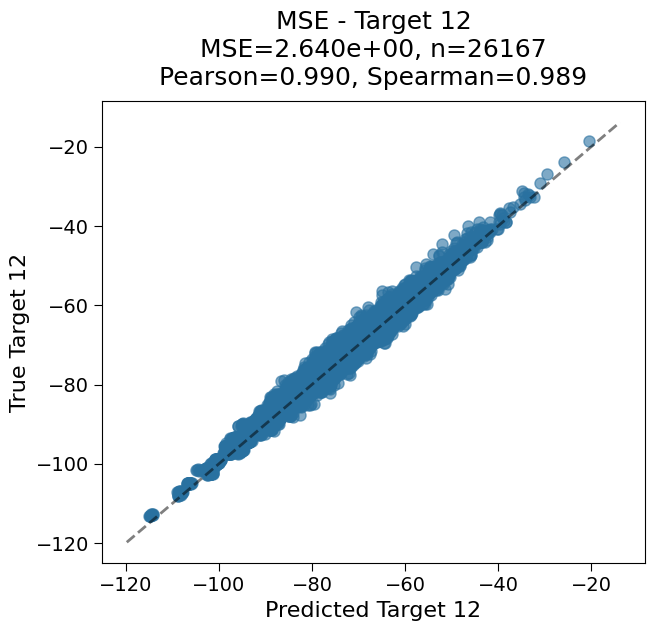 MSE - Target 12
MSE=2.640e+00, n=26167
Pearson=0.990, Spearman=0.989
True Target 12
−20
−40
−60
−80
−100
−120
−120 −100 −80 −60 −40 −20
Predicted Target 12